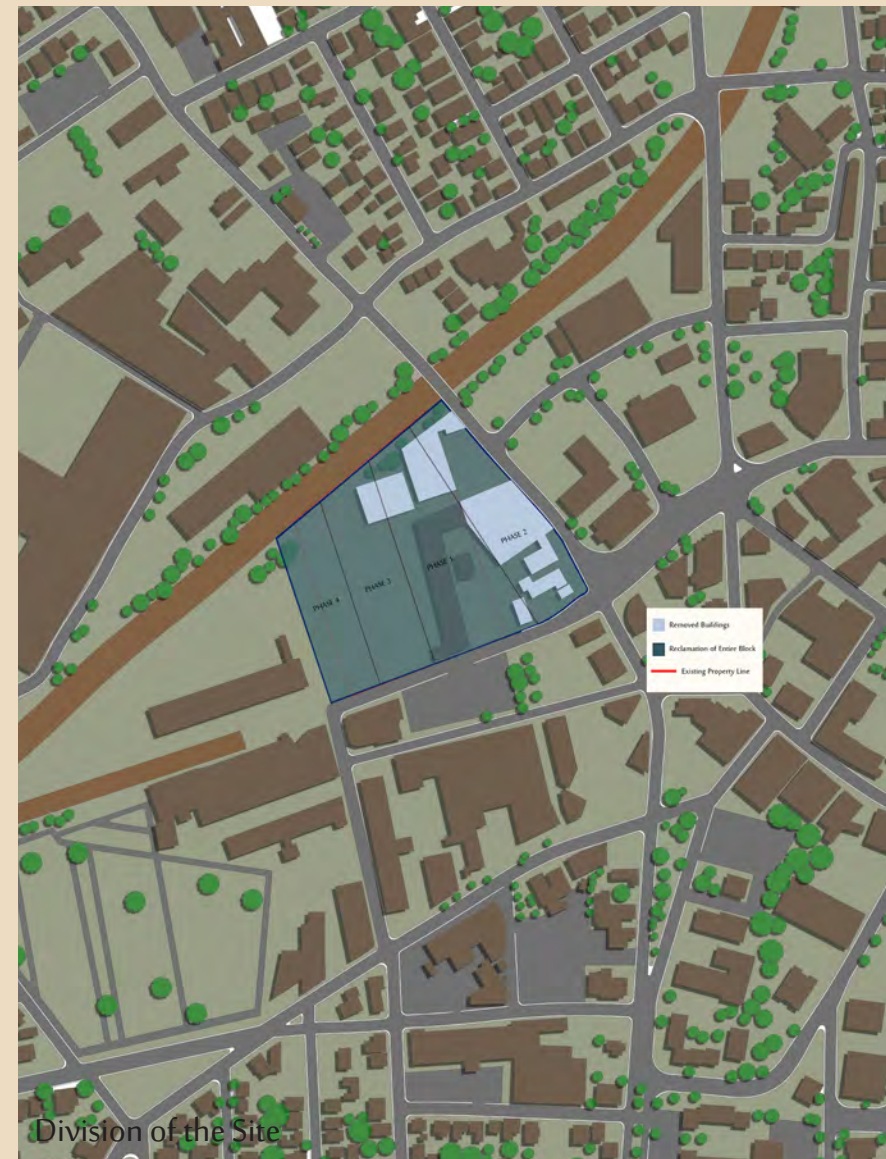 PHASE 2
PHASE 1
PHASE 3
PHASE 4
Removed Buildings
Reclamation of Entire Block
Existing Property Line
Division of the Site